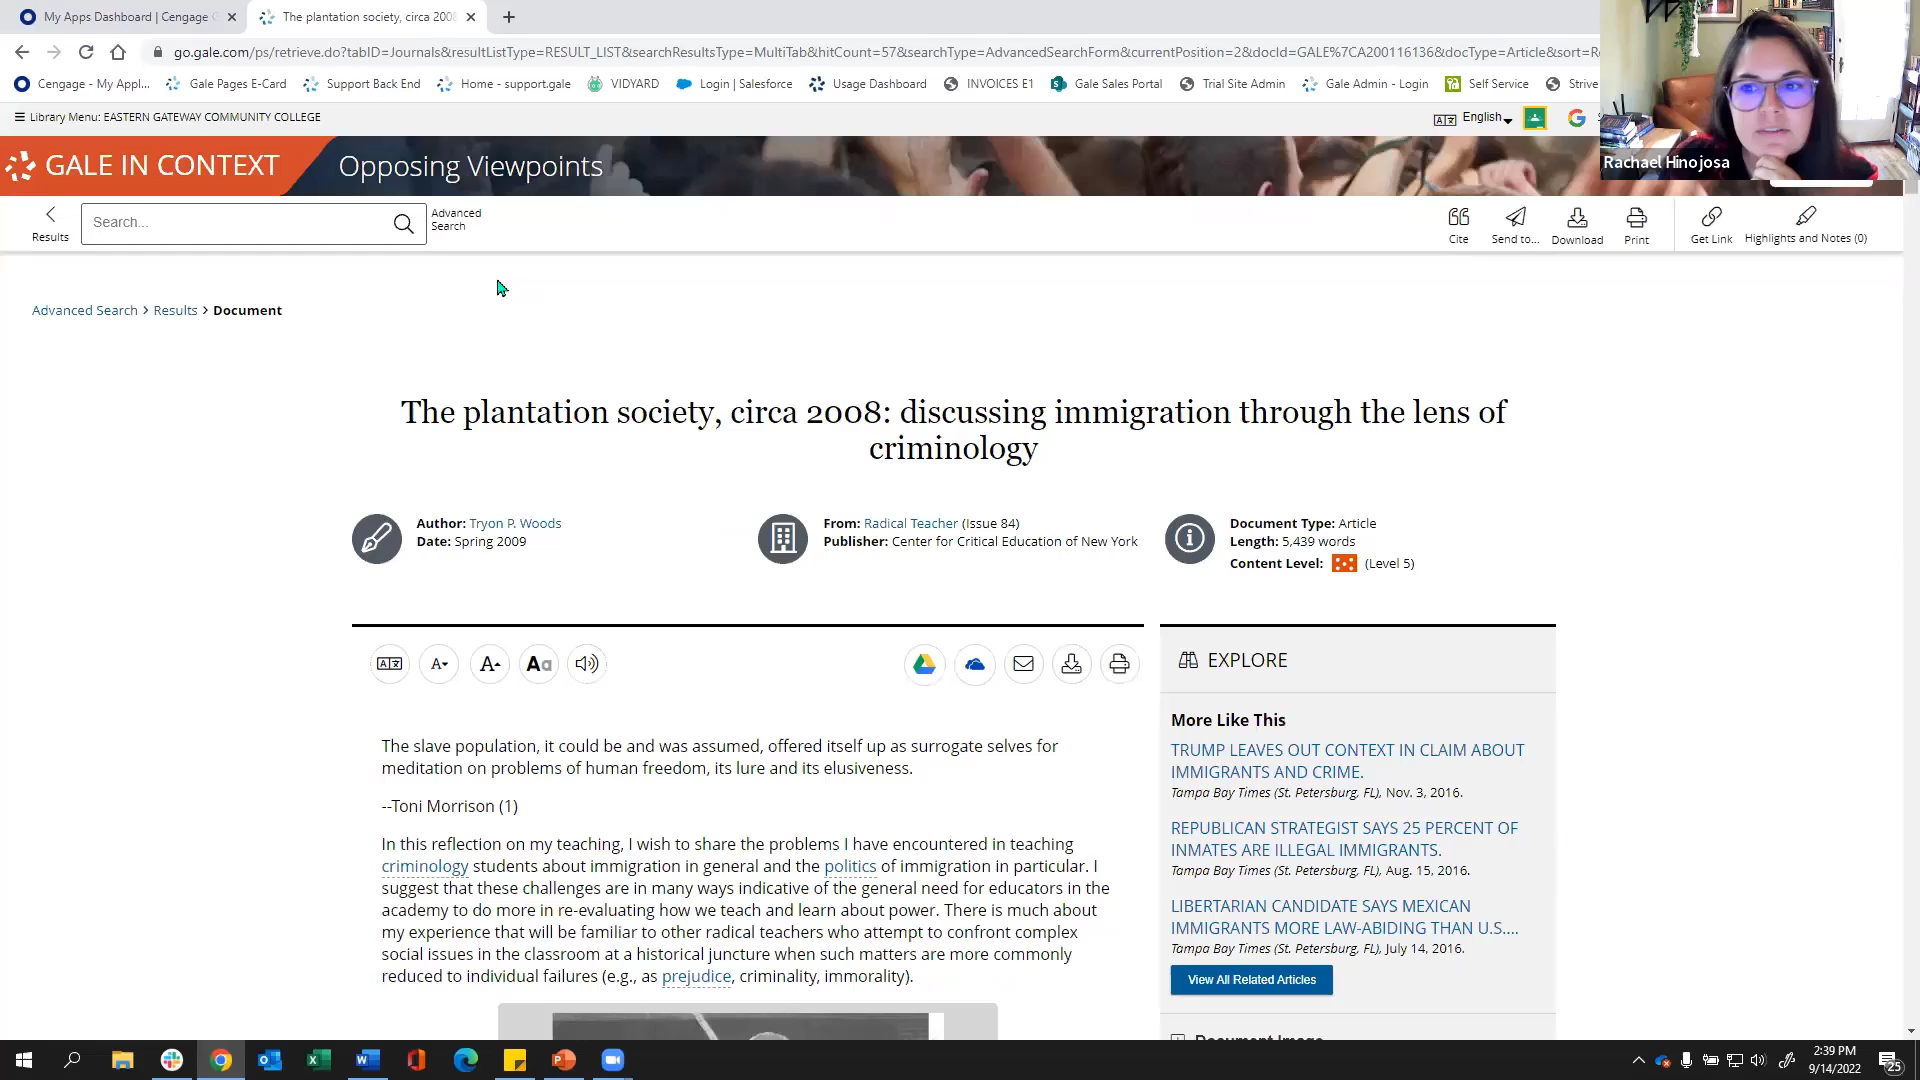 My Apps Dashboard | Cengage
The plantation society, circa 2008
go.gale.com/ps/retrieve.do?tabID=Journals&resultListType=RESULT_LIST&searchResultsType=MultiTab&hitCount=57&searchType=AdvancedSearchForm&currentPosition=2&docId=GALE%7CA200116136&docType=Article&sort=Re
Cengage - My Appl... Gale Pages E-Card Support Back End Home - support.gale VIDYARD Login | Salesforce Usage Dashboard INVOICES E1 Gale Sales Portal Trial Site Admin Gale Admin - Login Self Service Strive
Library Menu: EASTERN GATEWAY COMMUNITY COLLEGE
English
Rachael Hinojosa
GALE IN CONTEXT Opposing Viewpoints
Results
Search...
Advanced
Search
Cite Send to... Download Print Get Link Highlights and Notes (0)
Advanced Search > Results > Document
The plantation society, circa 2008: discussing immigration through the lens of
criminology
Author: Tryon P. Woods
Date: Spring 2009
From: Radical Teacher (Issue 84)
Publisher: Center for Critical Education of New York
Document Type: Article
Length: 5,439 words
Content Level: (Level 5)
A A Aa
The slave population, it could be and was assumed, offered itself up as surrogate selves for
meditation on problems of human freedom, its lure and its elusiveness.
--Toni Morrison (1)
In this reflection on my teaching, I wish to share the problems I have encountered in teaching
criminology students about immigration in general and the politics of immigration in particular. I
suggest that these challenges are in many ways indicative of the general need for educators in the
academy to do more in re-evaluating how we teach and learn about power. There is much about
my experience that will be familiar to other radical teachers who attempt to confront complex
social issues in the classroom at a historical juncture when such matters are more commonly
reduced to individual failures (e.g., as prejudice, criminality, immorality).
EXPLORE
More Like This
TRUMP LEAVES OUT CONTEXT IN CLAIM ABOUT
IMMIGRANTS AND CRIME.
Tampa Bay Times (St. Petersburg, FL), Nov. 3, 2016.
REPUBLICAN STRATEGIST SAYS 25 PERCENT OF
INMATES ARE ILLEGAL IMMIGRANTS.
Tampa Bay Times (St. Petersburg, FL), Aug. 15, 2016.
LIBERTARIAN CANDIDATE SAYS MEXICAN
IMMIGRANTS MORE LAW-ABIDING THAN U.S....
Tampa Bay Times (St. Petersburg, FL), July 14, 2016.
View All Related Articles
Document Image
2:39 PM
9/14/2022
25